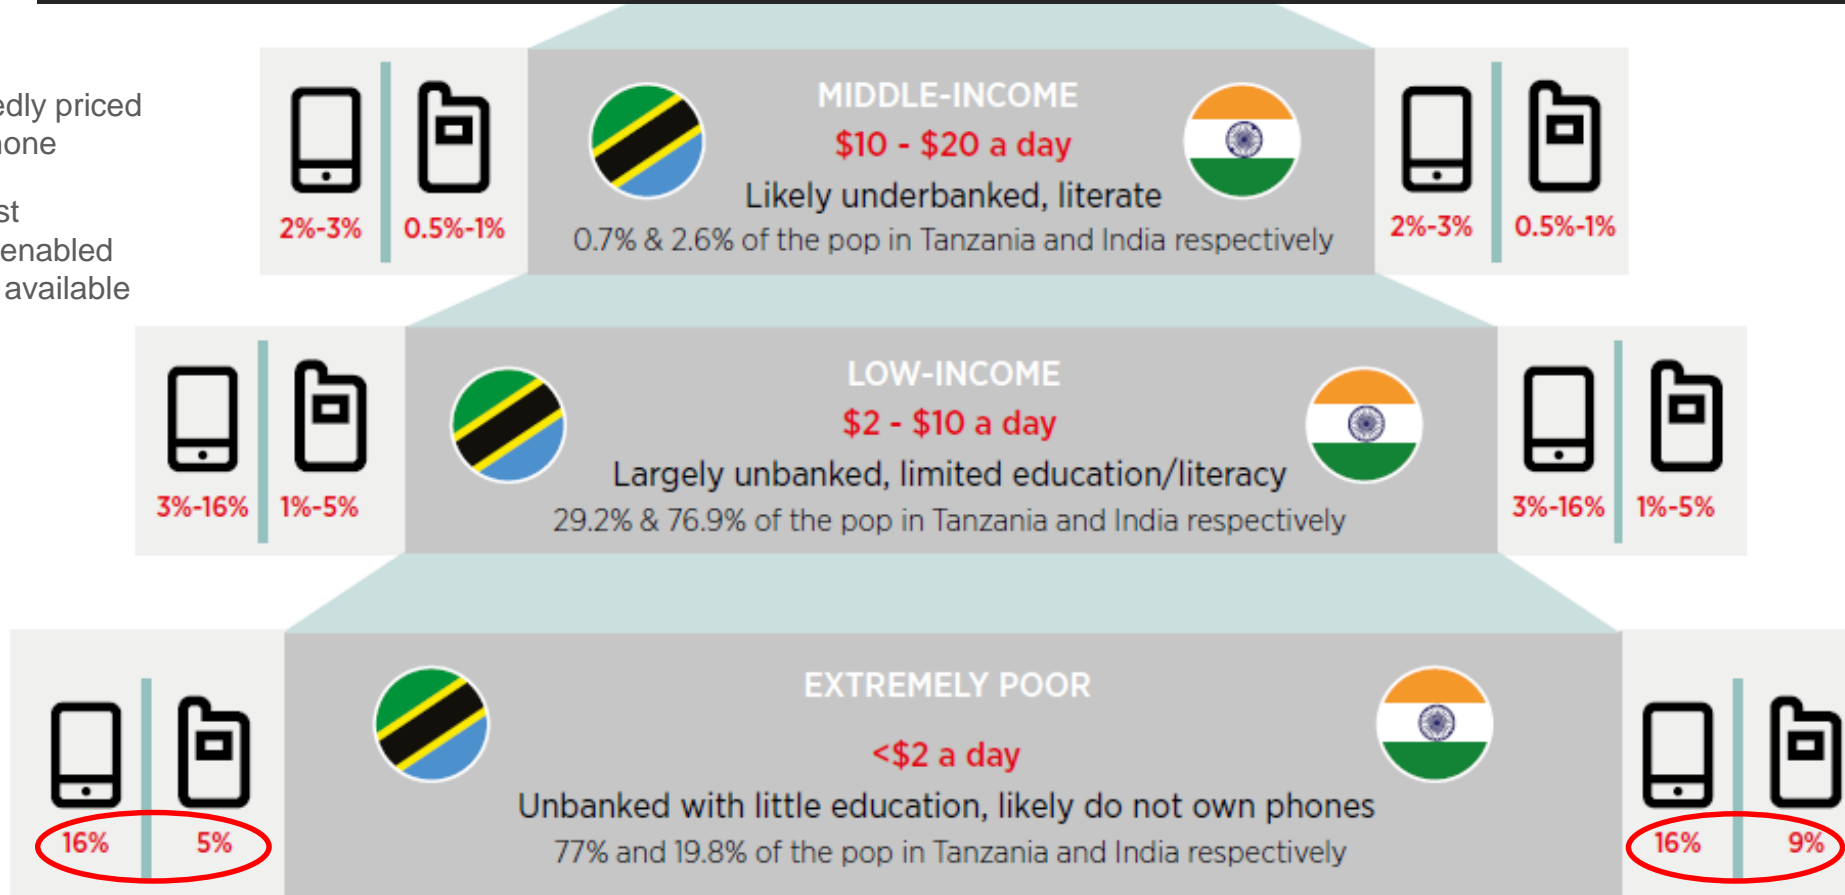 edly priced
st
enabled
available
MIDDLE-INCOME
$10 - $20 a day
Likely underbanked, literate
0.7% & 2.6% of the pop in Tanzania and India respectively
2%-3% 0.5%-1%
2%-3% 0.5%-1%
LOW-INCOME
$2 - $10 a day
Largely unbanked, limited education/literacy
29.2% & 76.9% of the pop in Tanzania and India respectively
3%-16% 1%-5%
3%-16% 1%-5%
EXTREMELY POOR
<$2 a day
Unbanked with little education, likely do not own phones
77% and 19.8% of the pop in Tanzania and India respectively
16% 5%
16% 9%